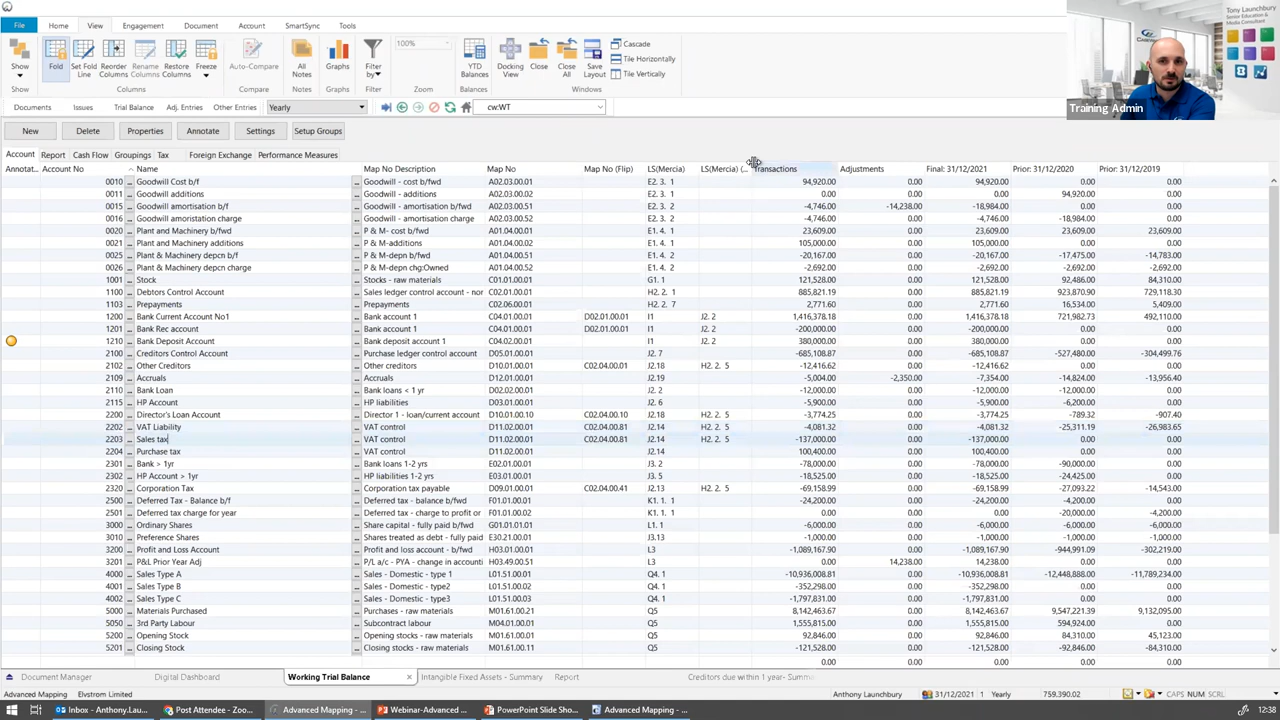 Tony Launchbury
Senior Education &
Media Consultant
File Home View Engagement Document Account SmartSync Tools
Show Fold Set Fold Line Reorder Columns Rename Columns Restore Columns Freeze Auto-Compare All Notes Graphs Filter by 100% YTD Balances Docking View Close Close All Save Layout Cascade
Tile Horizontally
Tile Vertically
Columns Compare Notes Graphs Filter Zoom Balances Windows
Training Admin
Documents Issues Trial Balance Adj. Entries Other Entries Yearly cw:WT
New Delete Properties Annotate Settings Setup Groups
Account Report Cash Flow Groupings Tax Foreign Exchange Performance Measures
Annotat... Account No Name Map No Description Map No Map No (Flip) LS(Mercia) LS(Mercia) (... Transactions Adjustments Final: 31/12/2021 Prior: 31/12/2020 Prior: 31/12/2019
0010 Goodwill Cost b/f ... Goodwill - cost b/fwd A02.03.00.01 E2. 3. 1 94,920.00 0.00 94,920.00 0.00 0.00
0011 ... Goodwill additions ... Goodwill - additions A02.03.00.02 E2. 3. 1 0.00 0.00 0.00 94,920.00 0.00
0015 ... Goodwill amortisation b/f ... Goodwill - amortisation b/fwd A02.03.00.51 E2. 3. 2 -4,746.00 -14,238.00 -18,984.00 0.00 0.00
0016 ... Goodwill amoristation charge ... Goodwill - amortisation charge A02.03.00.52 E2. 3. 2 -4,746.00 0.00 -4,746.00 -18,984.00 0.00
0020 ... Plant and Machinery b/fwd ... P & M- cost b/fwd A01.04.00.01 E1. 4. 1 23,609.00 0.00 23,609.00 23,609.00 23,609.00
0021 ... Plant and Machinery additions ... P & M-additions A01.04.00.02 E1. 4. 1 105,000.00 0.00 105,000.00 0.00 0.00
0025 ... Plant & Machinery depcn b/f ... P & M-depn b/fwd A01.04.00.51 E1. 4. 2 -20,167.00 0.00 -20,167.00 -17,475.00 -14,783.00
0026 ... Plant & Machinery depcn charge ... P & M-depn chg:Owned A01.04.00.52 E1. 4. 2 -2,692.00 0.00 -2,692.00 -2,692.00 -2,692.00
1001 ... Stock ... Stocks - raw materials C01.01.00.01 G1. 1 121,528.00 0.00 121,528.00 92,486.00 84,310.00
1100 ... Debtors Control Account ... Sales ledger control account - nor C02.01.00.01 H2. 2. 1 885,821.19 0.00 885,821.19 923,870.90 729,118.30
1103 ... Prepayments ... Prepayments C02.06.00.01 H2. 2. 7 2,771.60 0.00 2,771.60 16,534.00 5,409.00
1200 ... Bank Current Account No1 ... Bank account 1 C04.01.00.01 D02.01.00.01 I1 J2. 2 1,416,378.18 0.00 1,416,378.18 721,982.73 492,110.00
1201 ... Bank Rec account ... Bank account 1 C04.01.00.01 D02.01.00.01 I1 J2. 2 -200,000.00 0.00 -200,000.00 0.00 0.00
1210 ... Bank Deposit Account ... Bank deposit account 1 C04.02.00.01 I1 J2. 2 380,000.00 0.00 380,000.00 0.00 0.00
2100 ... Creditors Control Account ... Purchase ledger control account D05.01.00.01 J2. 7 -685,108.87 0.00 -685,108.87 -527,480.00 -304,499.76
2102 ... Other Creditors ... Other creditors D10.01.00.01 C02.04.00.01 J2.18 H2. 2. 5 -12,416.62 0.00 -12,416.62 0.00 0.00
2109 ... Accruals ... Accruals D12.01.00.01 J2.19 -5,004.00 -2,350.00 -7,354.00 -14,824.00 -13,956.40
2110 ... Bank Loan ... Bank loans < 1 yr D02.02.00.01 J2. 2 -12,000.00 0.00 -12,000.00 -12,000.00 0.00
2115 ... HP Account ... HP liabilities D03.01.00.01 J2. 6 -5,900.00 0.00 -5,900.00 -6,200.00 0.00
2200 ... Director's Loan Account ... Director 1 - loan/current account D10.01.00.10 C02.04.00.10 J2.18 H2. 2. 5 -3,774.25 0.00 -3,774.25 -789.32 -907.40
2202 ... VAT Liability ... VAT control D11.02.00.01 C02.04.00.81 J2.14 H2. 2. 5 -4,081.32 0.00 -4,081.32 -25,311.19 -26,983.65
2203 ... Sales tax ... VAT control D11.02.00.01 C02.04.00.81 J2.14 H2. 2. 5 -137,000.00 0.00 -137,000.00 0.00 0.00
2204 ... Purchase tax ... VAT control D11.02.00.01 J2.14 100,400.00 0.00 100,400.00 0.00 0.00
2301 ... Bank > 1yr ... Bank loans 1-2 yrs E02.01.00.01 J3. 2 -78,000.00 0.00 -78,000.00 -90,000.00 0.00
2302 ... HP Account > 1yr ... HP liabilities 1-2 yrs E03.01.00.01 J3. 5 -18,525.00 0.00 -18,525.00 -24,425.00 0.00
2320 ... Corporation Tax ... Corporation tax payable D09.01.00.01 C02.04.00.41 J2.13 H2. 2. 5 -69,158.99 0.00 -69,158.99 -27,093.22 -14,543.00
2500 ... Deferred Tax - Balance b/f ... Deferred tax - balance b/fwd F01.01.00.01 K1. 1. 1 -24,200.00 0.00 -24,200.00 -4,200.00 0.00
2501 ... Deferred tax charge for year ... Deferred tax - charge to profit or F01.01.00.02 K1. 1. 1 0.00 0.00 0.00 -20,000.00 -4,200.00
3000 ... Ordinary Shares ... Share capital - fully paid b/fwd G01.01.01.01 L1. 1 -6,000.00 0.00 -6,000.00 -6,000.00 -6,000.00
3010 ... Preference Shares ... Shares treated as debt - fully paid E30.21.00.01 J3.13 -1,000.00 0.00 -1,000.00 -1,000.00 -1,000.00
3200 ... Profit and Loss Account ... Profit and loss account - b/fwd H03.01.00.01 L3 -1,089,167.90 0.00 -1,089,167.90 -944,991.09 -302,219.00
3201 ... P&L Prior Year Adj ... P/L a/c - PYA - change in accounti H03.49.00.51 L3 0.00 14,238.00 14,238.00 0.00 0.00
4000 ... Sales Type A ... Sales - Domestic - type 1 L01.51.00.01 Q4. 1 -10,936,008.81 0.00 -10,936,008.81 -12,448,888.00 -11,789,234.00
4001 ... Sales Type B ... Sales - Domestic - type2 L01.51.00.02 Q4. 1 -352,298.00 0.00 -352,298.00 0.00 0.00
4002 ... Sales Type C ... Sales - Domestic - type3 L01.51.00.03 Q4. 1 -1,797,831.00 0.00 -1,797,831.00 0.00 0.00
5000 ... Materials Purchased ... Purchases - raw materials M01.61.00.21 Q5 8,142,463.67 0.00 8,142,463.67 9,547,221.39 9,132,095.00
5050 ... 3rd Party Labour ... Subcontract labour M04.01.00.01 Q5 1,555,815.00 0.00 1,555,815.00 594,924.00 0.00
5200 ... Opening Stock ... Opening stocks - raw materials M01.61.00.01 Q5 92,846.00 0.00 92,846.00 84,310.00 45,123.00
5201 ... Closing Stock ... Closing stocks - raw materials M01.61.00.11 Q5 -121,528.00 0.00 -121,528.00 -92,846.00 -84,310.00
0.00 0.00 0.00 0.00 0.00
Document Manager Digital Dashboard Working Trial Balance Intangible Fixed Assets - Summary Report Creditors due within 1 year- Summ
Advanced Mapping Elvstrom Limited Anthony Launchbury 31/12/2021 Yearly 759,390.02 CAPS NUM SCRL
Inbox - Anthony.Laun... Post Attendee - Zoo... Advanced Mapping - ... Webinar-Advanced ... PowerPoint Slide Sho... Advanced Mapping - ... 12:38